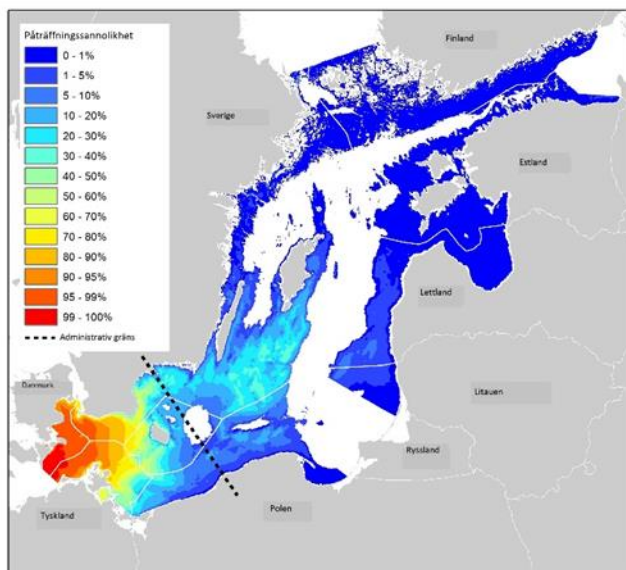 Påträffningssannolikhet
0 - 1%
1 - 5%
5 - 10%
10 - 20%
20 - 30%
30 - 40%
40 - 50%
50 - 60%
60 - 70%
70 - 80%
80 - 90%
90 - 95%
95 - 99%
99 - 100%
Administrativ gräns
Finland
Sverige
Estland
Lettland
Danmark
Litauen
Ryssland
Tyskland
Polen